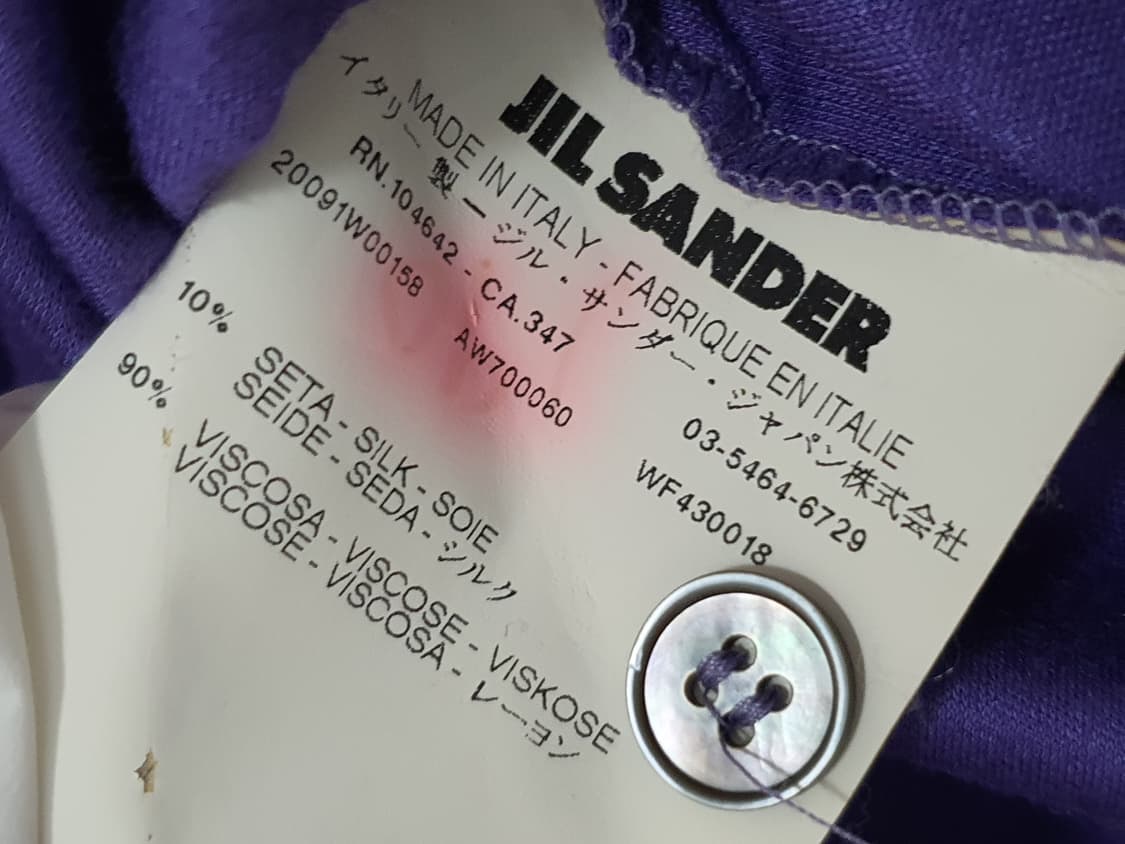 JIL SANDER
MADE IN ITALY - FABRIQUE EN ITALIE
イタリー製ー ジル・サンダー・ジャパン株式会社
RN.104642 - CA.347 03-5464-6729
20091W00158 AW700060 WF430018
10% SETA - SILK - SOIE
SEIDE - SEDA - シルク
90% VISCOSA - VISCOSE - VISKOSE
VISCOSE - VISCOSA - レーヨン